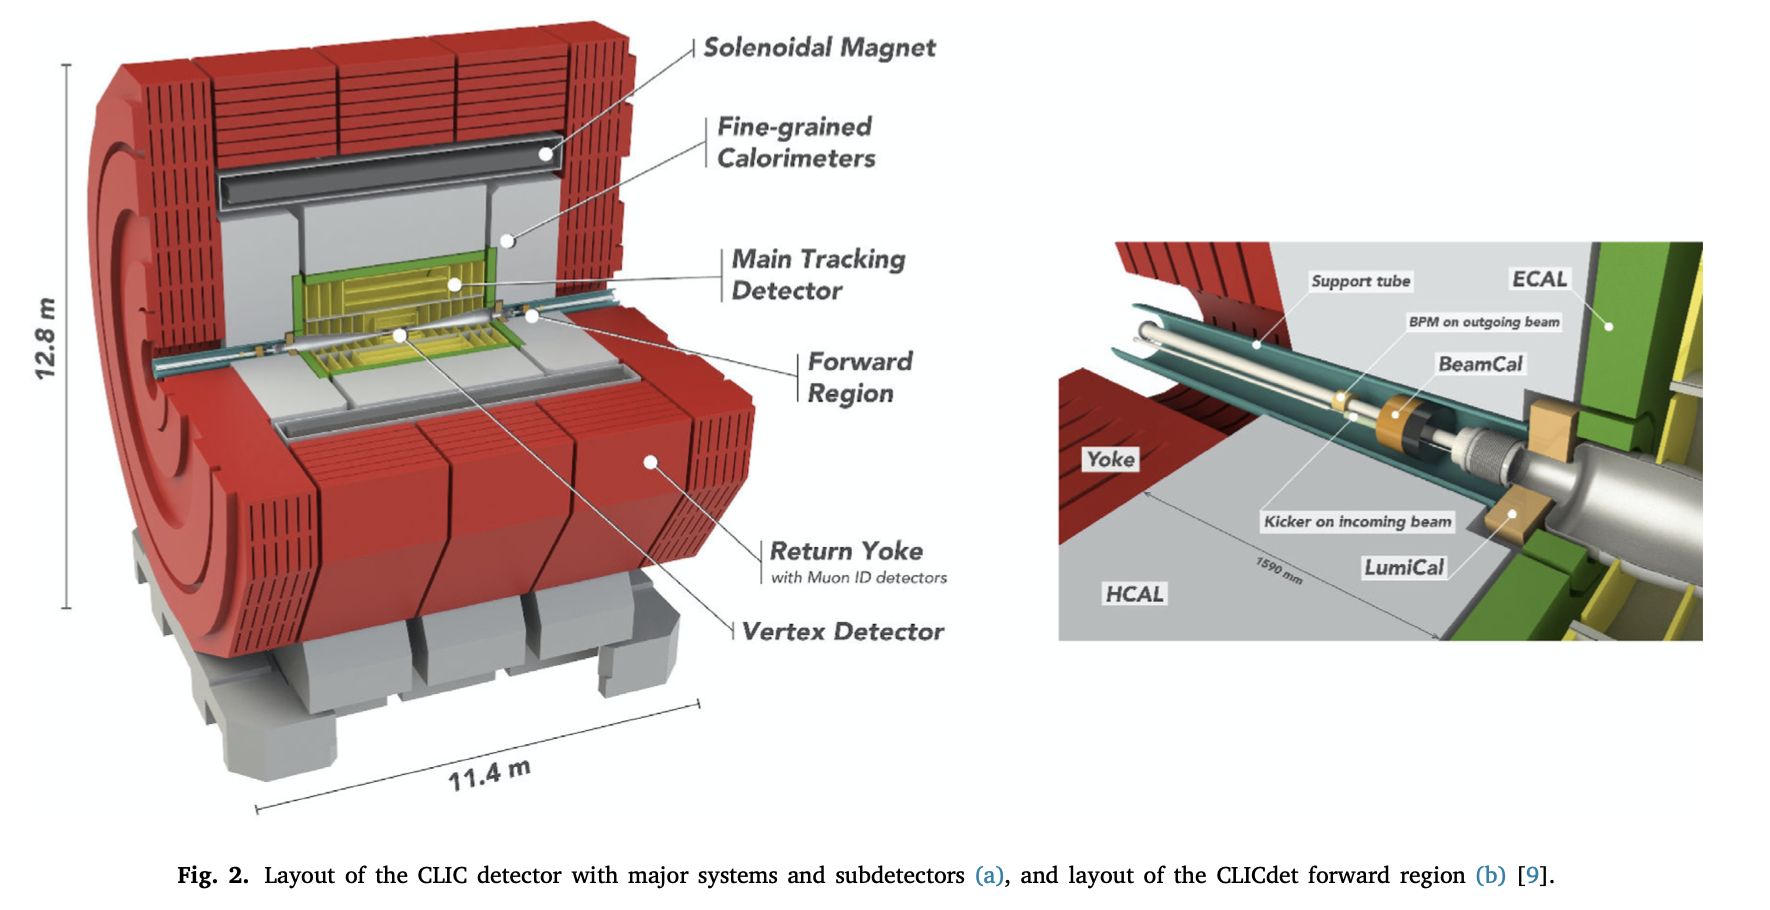 Solenoidal Magnet
Fine-grained
Calorimeters
Main Tracking
Detector
Forward
Region
Return Yoke
with Muon ID detectors
Vertex Detector
12.8 m
11.4 m
Support tube
ECAL
BPM on outgoing beam
BeamCal
Yoke
Kicker on incoming beam
LumiCal
1590 mm
HCAL
Fig. 2. Layout of the CLIC detector with major systems and subdetectors (a), and layout of the CLICdet forward region (b) [9].